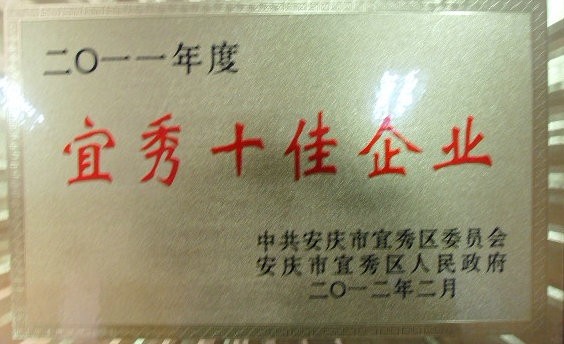 二〇一一年度
宜秀十佳企业
中共安庆市宜秀区委员会
安庆市宜秀区人民政府
二〇一二年二月